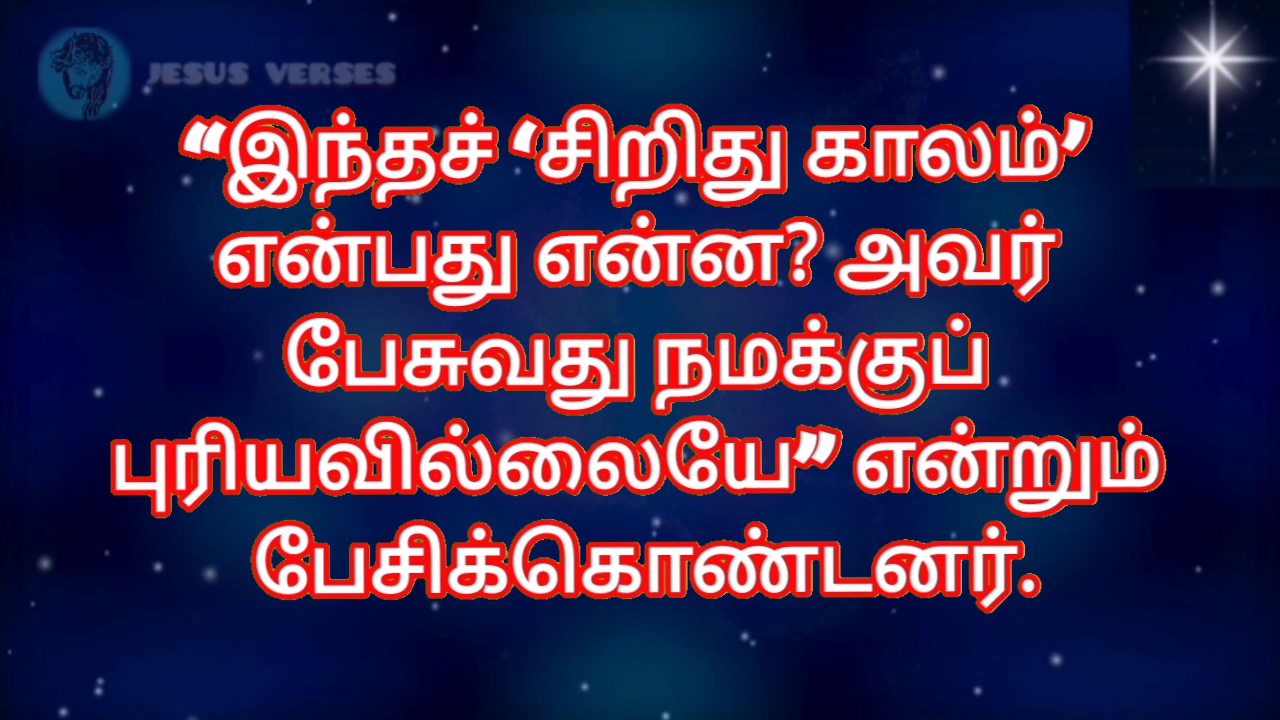 JESUS VERSES
“இந்தச் ‘சிறிது காலம்’
என்பது என்ன? அவர்
பேசுவது நமக்குப்
புரியவில்லையே” என்றும்
பேசிக்கொண்டனர்.